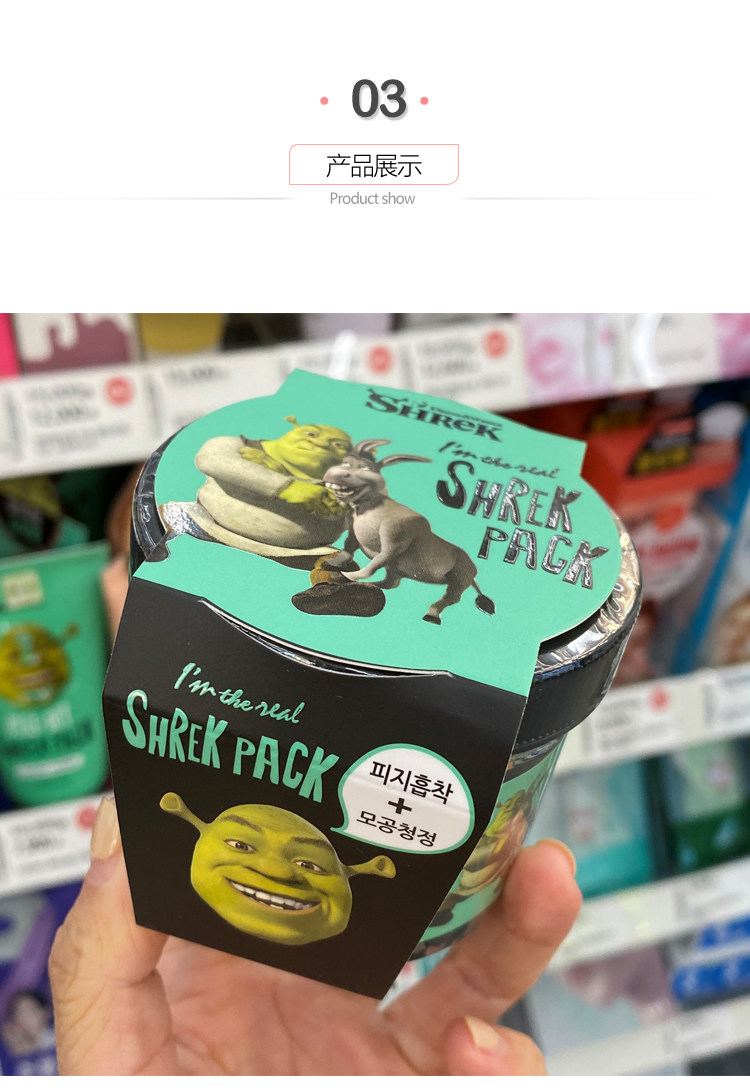 03
产品展示
Product show
SHREK
I'm the real
SHREK
PACK
I'm the real
SHREK PACK
피지흡착
+
모공청정